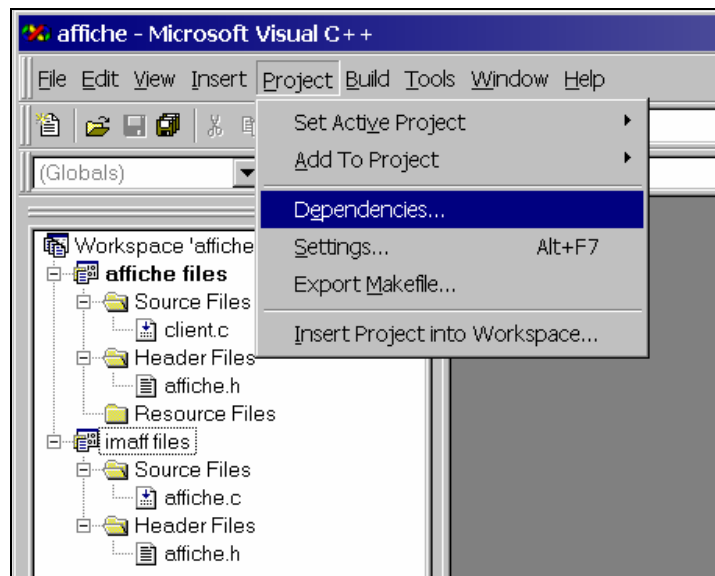 affiche - Microsoft Visual C++
File Edit View Insert Project Build Tools Window Help
Set Active Project
Add To Project
(Globals)
Dependencies...
Settings... Alt+F7
Export Makefile...
Insert Project into Workspace...
Workspace 'affiche
affiche files
Source Files
client.c
Header Files
affiche.h
Resource Files
imaff files
Source Files
affiche.c
Header Files
affiche.h